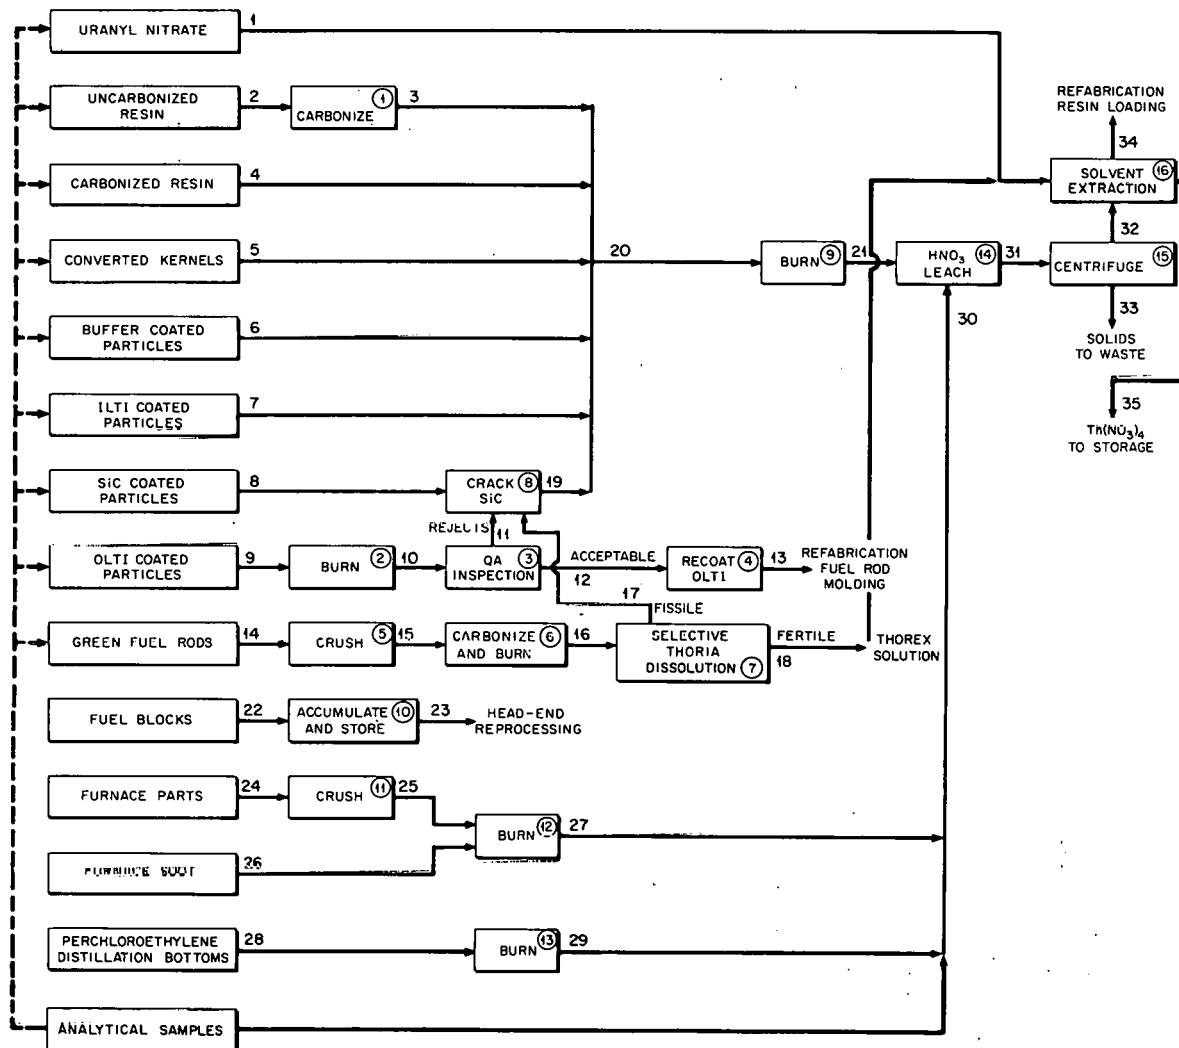 URANYL NITRATE
1
UNCARBONIZED
RESIN
2
CARBONIZE
1
3
CARBONIZED RESIN
4
CONVERTED KERNELS
5
20
BURN
9
21
HNO3
LEACH
14
31
CENTRIFUGE
15
REFABRICATION
RESIN LOADING
34
SOLVENT
EXTRACTION
16
32
30
33
SOLIDS
TO WASTE
35
Th(NO3)4
TO STORAGE
BUFFER COATED
PARTICLES
6
ILTI COATED
PARTICLES
7
SiC COATED
PARTICLES
8
CRACK
SiC
8
19
REJECTS
11
OLTI COATED
PARTICLES
9
BURN
2
10
QA
INSPECTION
3
ACCEPTABLE
12
RECOAT
OLTI
4
13
REFABRICATION
FUEL ROD
MOLDING
17
FISSILE
GREEN FUEL RODS
14
CRUSH
5
15
CARBONIZE
AND BURN
6
16
SELECTIVE
THORIA
DISSOLUTION
7
FERTILE
18
THOREX
SOLUTION
FUEL BLOCKS
22
ACCUMULATE
AND STORE
10
23
HEAD-END
REPROCESSING
FURNACE PARTS
24
CRUSH
11
25
BURN
12
27
26
PERCHLOROETHYLENE
DISTILLATION BOTTOMS
28
BURN
13
29
ANALYTICAL SAMPLES